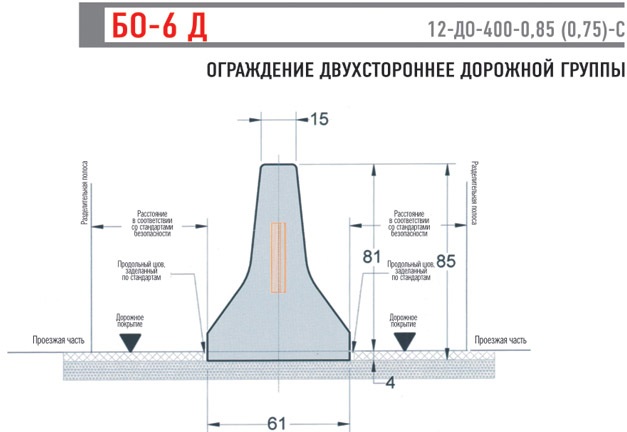 БО-6 Д
12-ДО-400-0,85 (0,75)-С
ОГРАЖДЕНИЕ ДВУХСТОРОННЕЕ ДОРОЖНОЙ ГРУППЫ
15
Разделительная полоса
Разделительная полоса
Расстояние
в соответствии
со стандартами
безопасности
Расстояние
в соответствии
со стандартами
безопасности
81
85
Продольный шов,
заделанный
по стандартам
Продольный шов,
заделанный
по стандартам
Дорожное
покрытие
Дорожное
покрытие
Проезжая часть
Проезжая часть
4
61